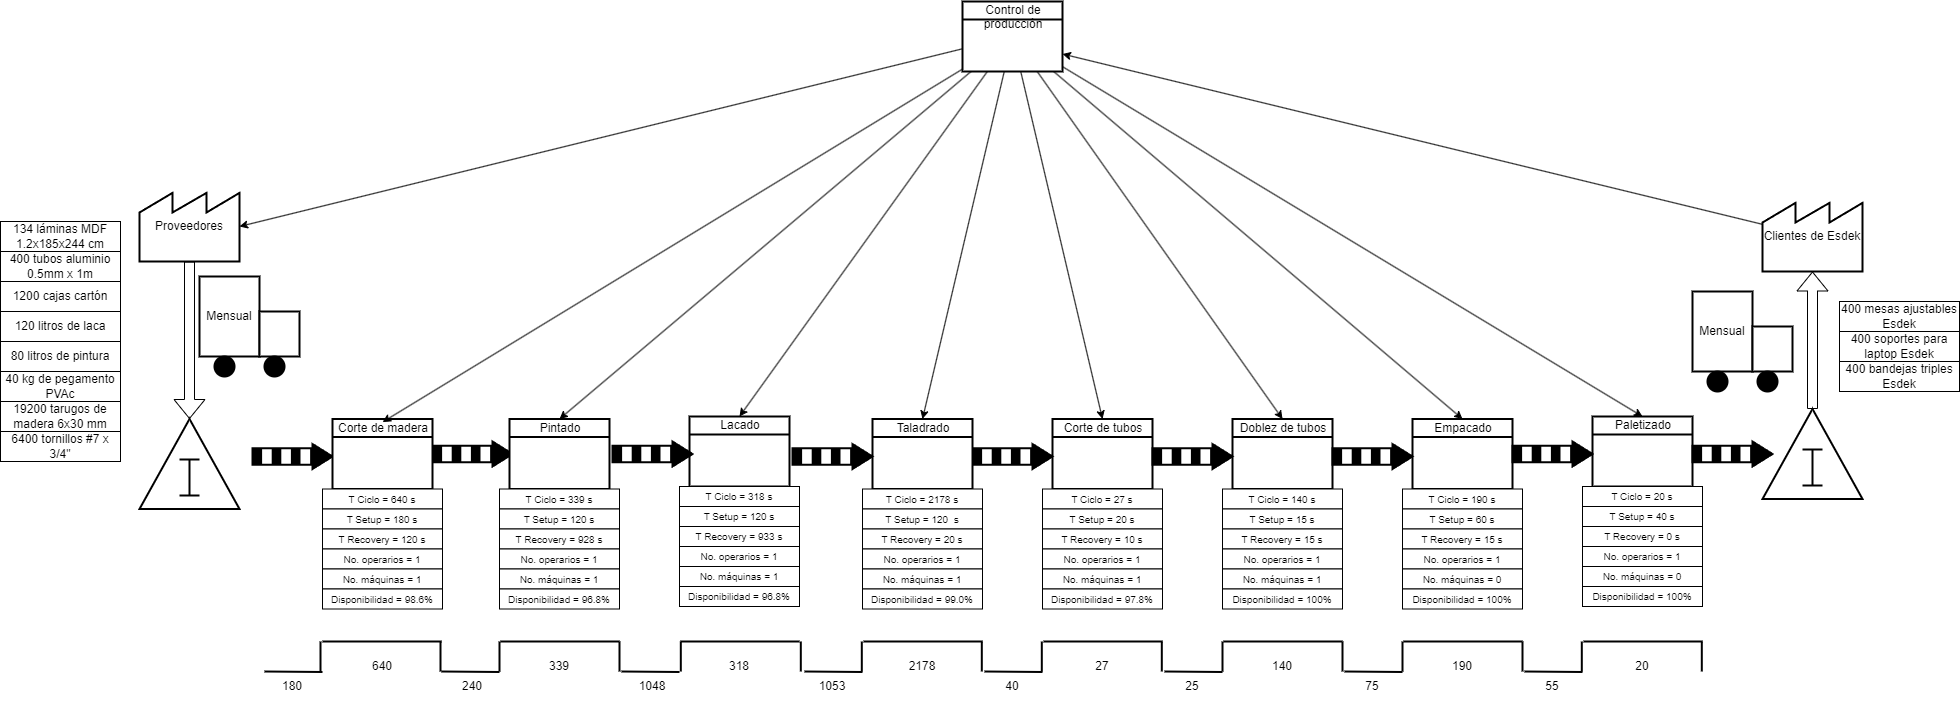 Control de
producción
Proveedores
134 láminas MDF
1.2x185x244 cm
400 tubos aluminio
0.5mm x 1m
1200 cajas cartón
120 litros de laca
80 litros de pintura
40 kg de pegamento
PVAc
19200 tarugos de
madera 6x30 mm
6400 tornillos #7 x
3/4"
Mensual
I
Clientes de Esdek
Mensual
400 mesas ajustables
Esdek
400 soportes para
laptop Esdek
400 bandejas triples
Esdek
I
Corte de madera
T Ciclo = 640 s
T Setup = 180 s
T Recovery = 120 s
No. operarios = 1
No. máquinas = 1
Disponibilidad = 98.6%
Pintado
T Ciclo = 339 s
T Setup = 120 s
T Recovery = 928 s
No. operarios = 1
No. máquinas = 1
Disponibilidad = 96.8%
Lacado
T Ciclo = 318 s
T Setup = 120 s
T Recovery = 933 s
No. operarios = 1
No. máquinas = 1
Disponibilidad = 96.8%
Taladrado
T Ciclo = 2178 s
T Setup = 120  s
T Recovery = 20 s
No. operarios = 1
No. máquinas = 1
Disponibilidad = 99.0%
Corte de tubos
T Ciclo = 27 s
T Setup = 20 s
T Recovery = 10 s
No. operarios = 1
No. máquinas = 1
Disponibilidad = 97.8%
Doblez de tubos
T Ciclo = 140 s
T Setup = 15 s
T Recovery = 15 s
No. operarios = 1
No. máquinas = 1
Disponibilidad = 100%
Empacado
T Ciclo = 190 s
T Setup = 60 s
T Recovery = 15 s
No. operarios = 1
No. máquinas = 0
Disponibilidad = 100%
Paletizado
T Ciclo = 20 s
T Setup = 40 s
T Recovery = 0 s
No. operarios = 1
No. máquinas = 0
Disponibilidad = 100%
640 339 318 2178 27 140 190 20
180 240 1048 1053 40 25 75 55